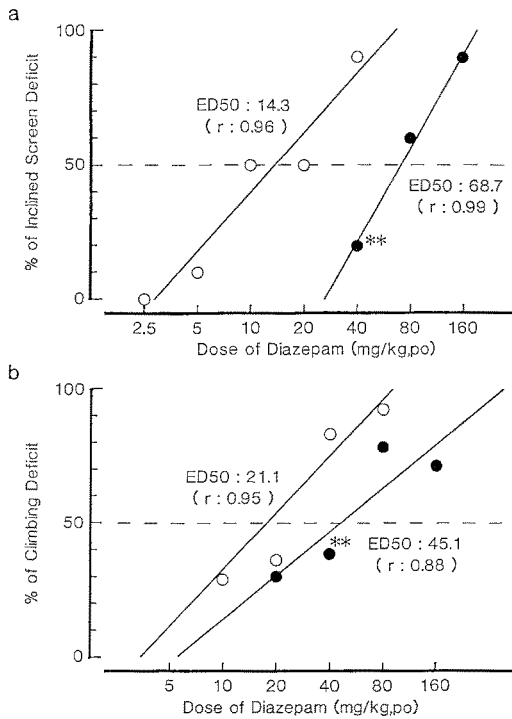 a
100
50
0
% of Inclined Screen Deficit
ED50 : 14.3
( r : 0.96 )
ED50 : 68.7
( r : 0.99 )
**
2.5 5 10 20 40 80 160
Dose of Diazepam (mg/kg,po)
b
100
50
0
% of Climbing Deficit
ED50 : 21.1
( r : 0.95 )
**
ED50 : 45.1
( r : 0.88 )
5 10 20 40 80 160
Dose of Diazepam (mg/kg,po)